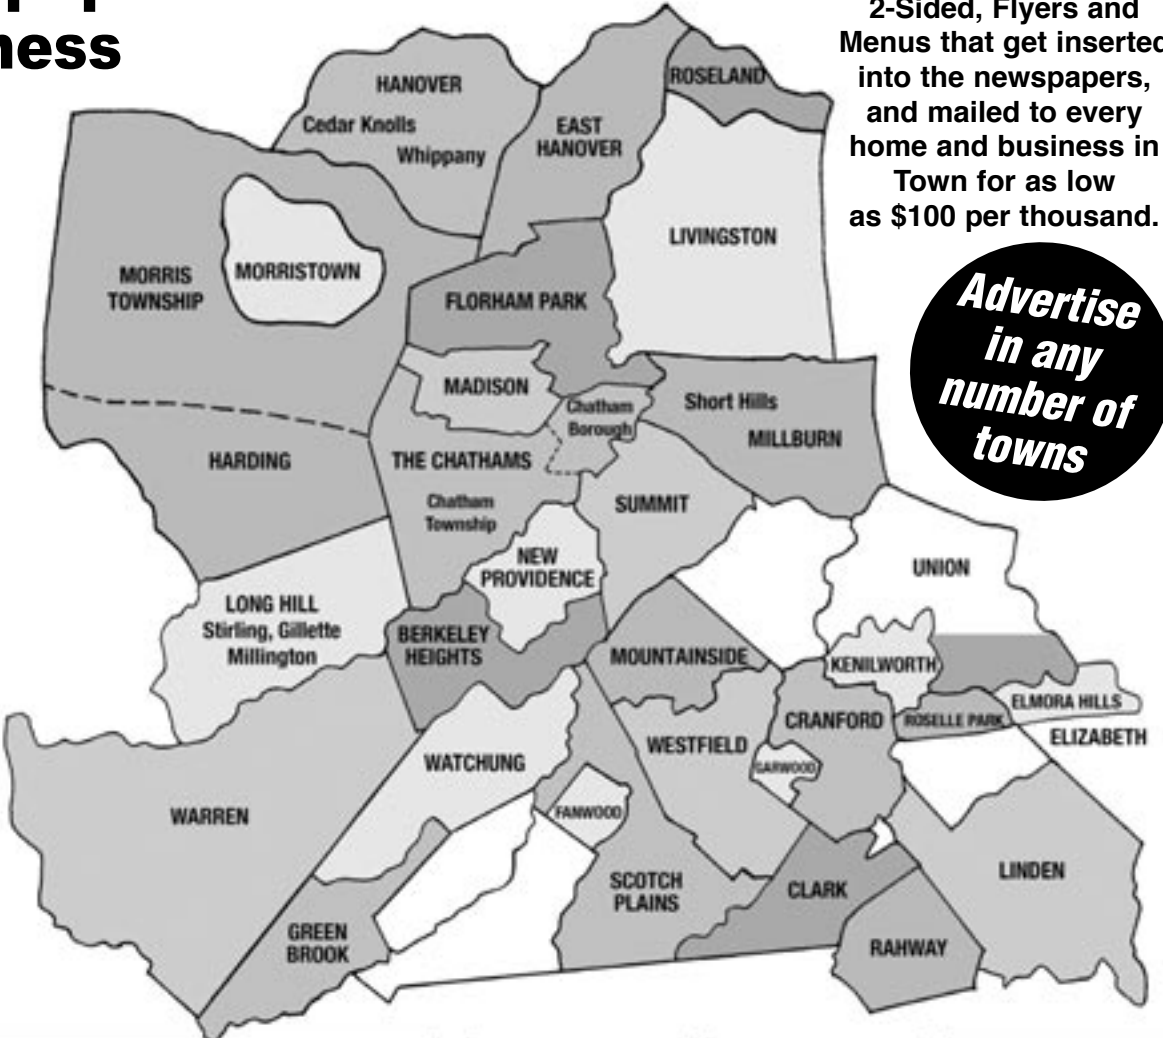 ness
2-Sided, Flyers and
Menus that get inserted
into the newspapers,
and mailed to every
home and business in
Town for as low
as $100 per thousand.
Advertise
in any
number of
towns
HANOVER
Cedar Knolls
Whippany
EAST
HANOVER
ROSELAND
LIVINGSTON
MORRIS
TOWNSHIP
MORRISTOWN
FLORHAM PARK
MADISON
Chatham
Borough
Short Hills
MILLBURN
HARDING
THE CHATHAMS
Chatham
Township
SUMMIT
NEW
PROVIDENCE
UNION
LONG HILL
Stirling, Gillette
Millington
BERKELEY
HEIGHTS
MOUNTAINSIDE
KENILWORTH
ELMORA HILLS
CRANFORD
ROSELLE PARK
ELIZABETH
WESTFIELD
GARWOOD
WATCHUNG
WARREN
FANWOOD
SCOTCH
PLAINS
CLARK
LINDEN
GREEN
BROOK
RAHWAY